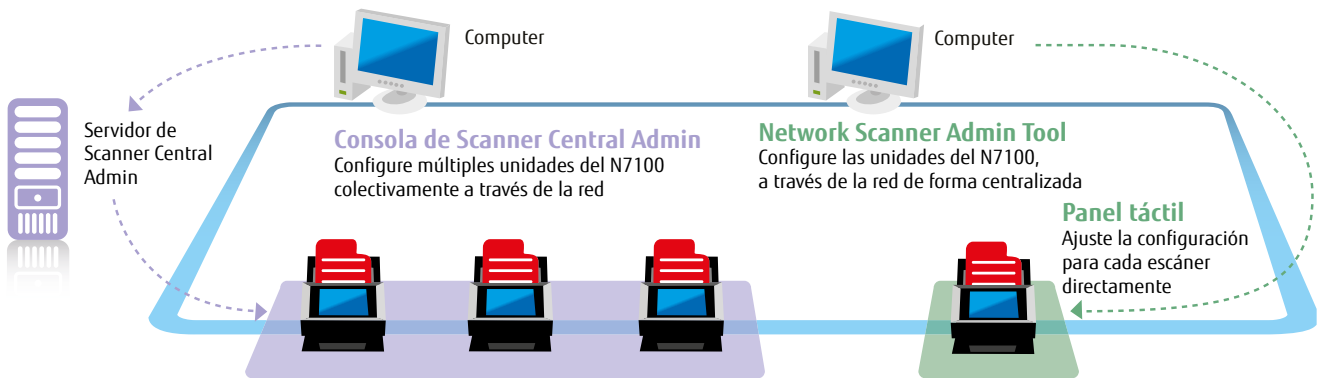 Computer
Computer
Servidor de
Scanner Central
Admin
Consola de Scanner Central Admin
Configure múltiples unidades del N7100
colectivamente a través de la red
Network Scanner Admin Tool
Configure las unidades del N7100,
a través de la red de forma centralizada
Panel táctil
Ajuste la configuración
para cada escáner
directamente